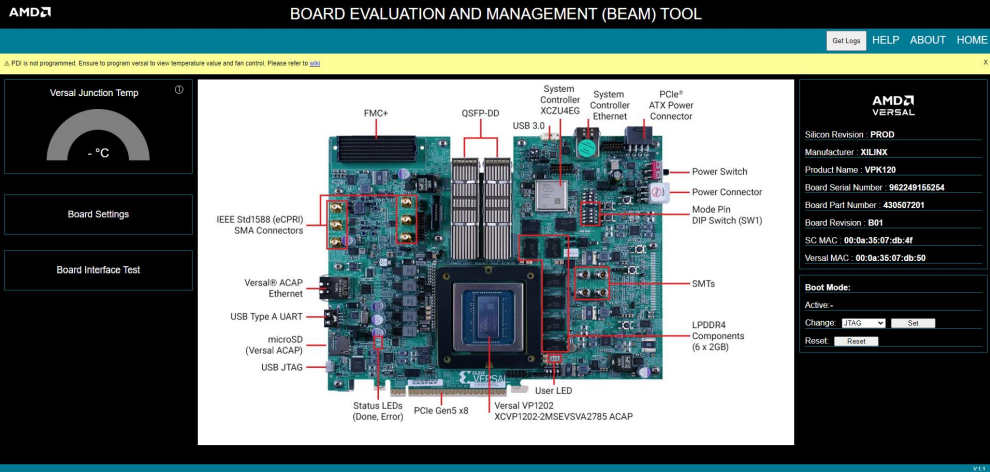 AMD
BOARD EVALUATION AND MANAGEMENT (BEAM) TOOL
Get Logs HELP ABOUT HOME
⚠ PDI is not programmed. Ensure to program versal to view temperature value and fan control. Please refer to wiki X
Versal Junction Temp
- °C
Board Settings
Board Interface Test
FMC+
QSFP-DD
USB 3.0
System
Controller
XCZU4EG
System
Controller
Ethernet
PCIe®
ATX Power
Connector
Power Switch
Power Connector
Mode Pin
DIP Switch (SW1)
IEEE Std1588 (eCPRI)
SMA Connectors
SMTs
Versal® ACAP
Ethernet
USB Type A UART
microSD
(Versal ACAP)
USB JTAG
LPDDR4
Components
(6 x 2GB)
VERSAL
User LED
Status LEDs
(Done, Error)
PCIe Gen5 x8
Versal VP1202
XCVP1202-2MSEVSVA2785 ACAP
AMD
VERSAL
Silicon Revision : PROD
Manufacturer : XILINX
Product Name : VPK120
Board Serial Number : 962249155254
Board Part Number : 430507201
Board Revision : B01
SC MAC : 00:0a:35:07:db:4f
Versal MAC : 00:0a:35:07:db:50
Boot Mode:
Active:-
Change: JTAG Set
Reset: Reset
V 1.1